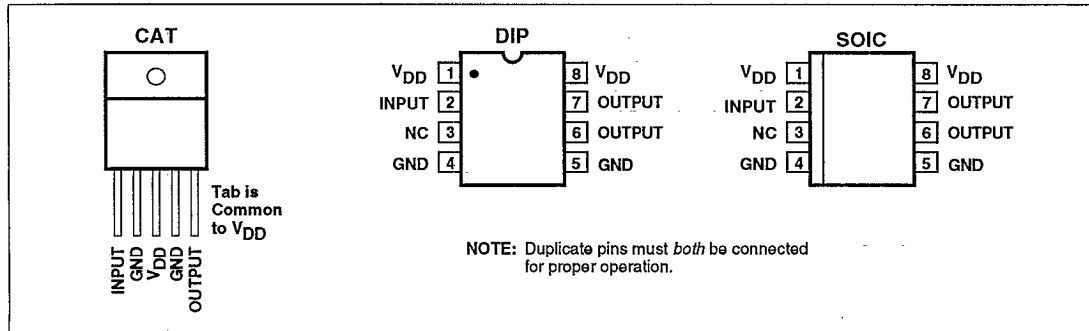 CAT
INPUT
GND
VDD
GND
OUTPUT
Tab is
Common
to VDD
DIP
VDD 1
INPUT 2
NC 3
GND 4
8 VDD
7 OUTPUT
6 OUTPUT
5 GND
SOIC
VDD 1
INPUT 2
NC 3
GND 4
8 VDD
7 OUTPUT
6 OUTPUT
5 GND
NOTE: Duplicate pins must both be connected
for proper operation.